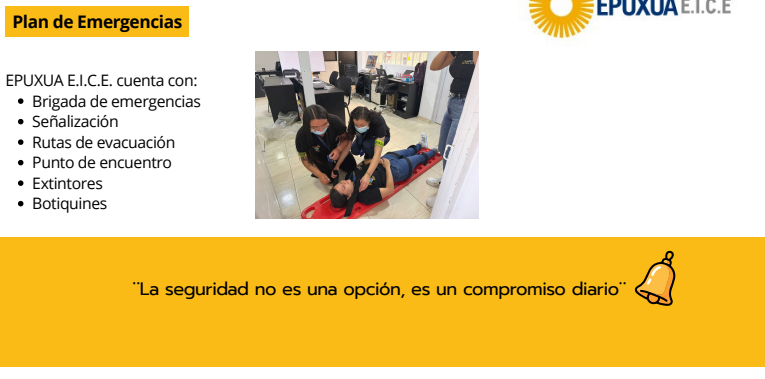 EPUXUA E.I.C.E
Plan de Emergencias
EPUXUA E.I.C.E. cuenta con:
• Brigada de emergencias
• Señalización
• Rutas de evacuación
• Punto de encuentro
• Extintores
• Botiquines
¨La seguridad no es una opción, es un compromiso diario¨